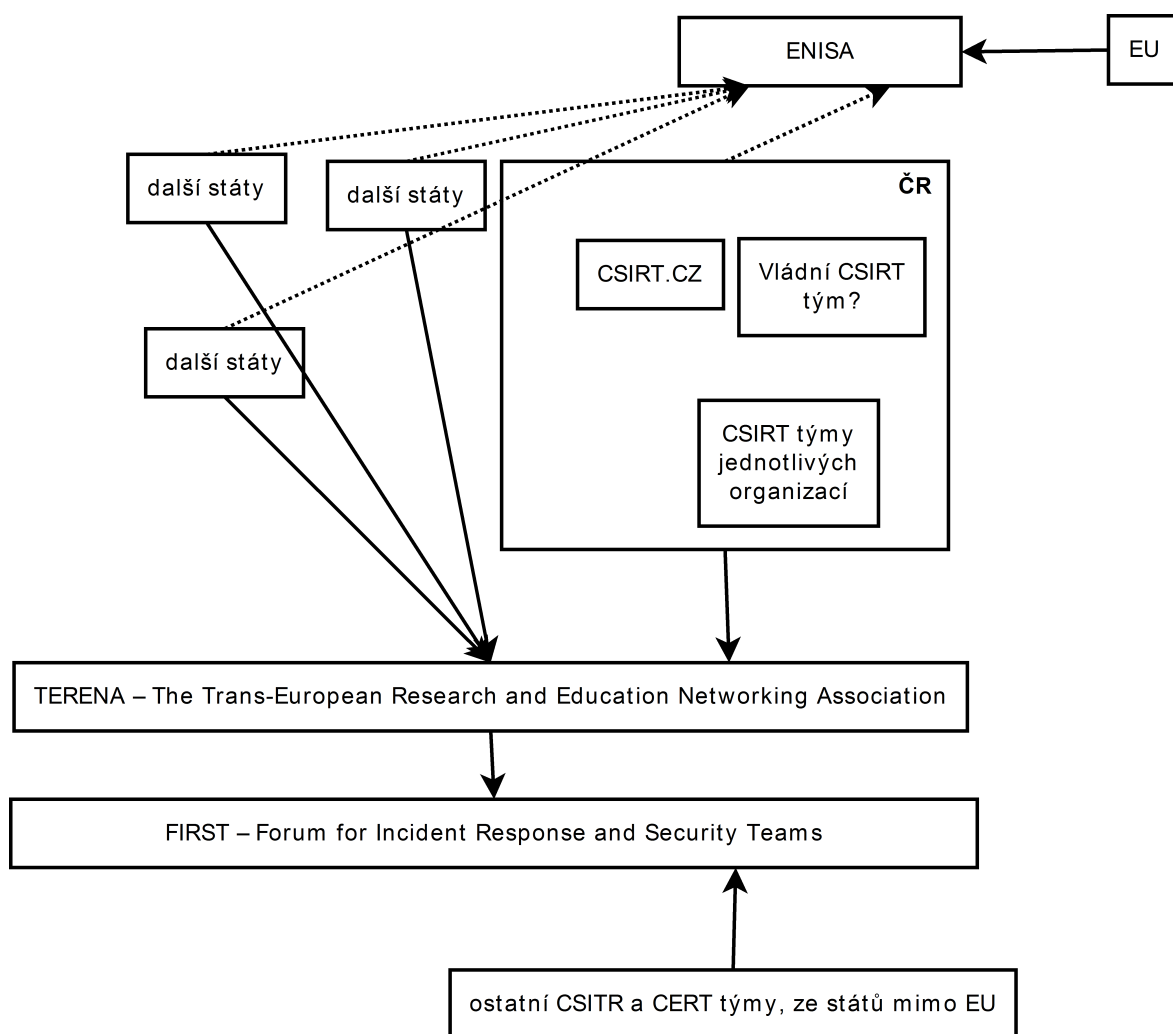 ENISA
EU
další státy
další státy
ČR
CSIRT.CZ
Vládní CSIRT
tým?
další státy
CSIRT týmy
jednotlivých
organizací
TERENA – The Trans-European Research and Education Networking Association
FIRST – Forum for Incident Response and Security Teams
ostatní CSITR a CERT týmy, ze států mimo EU